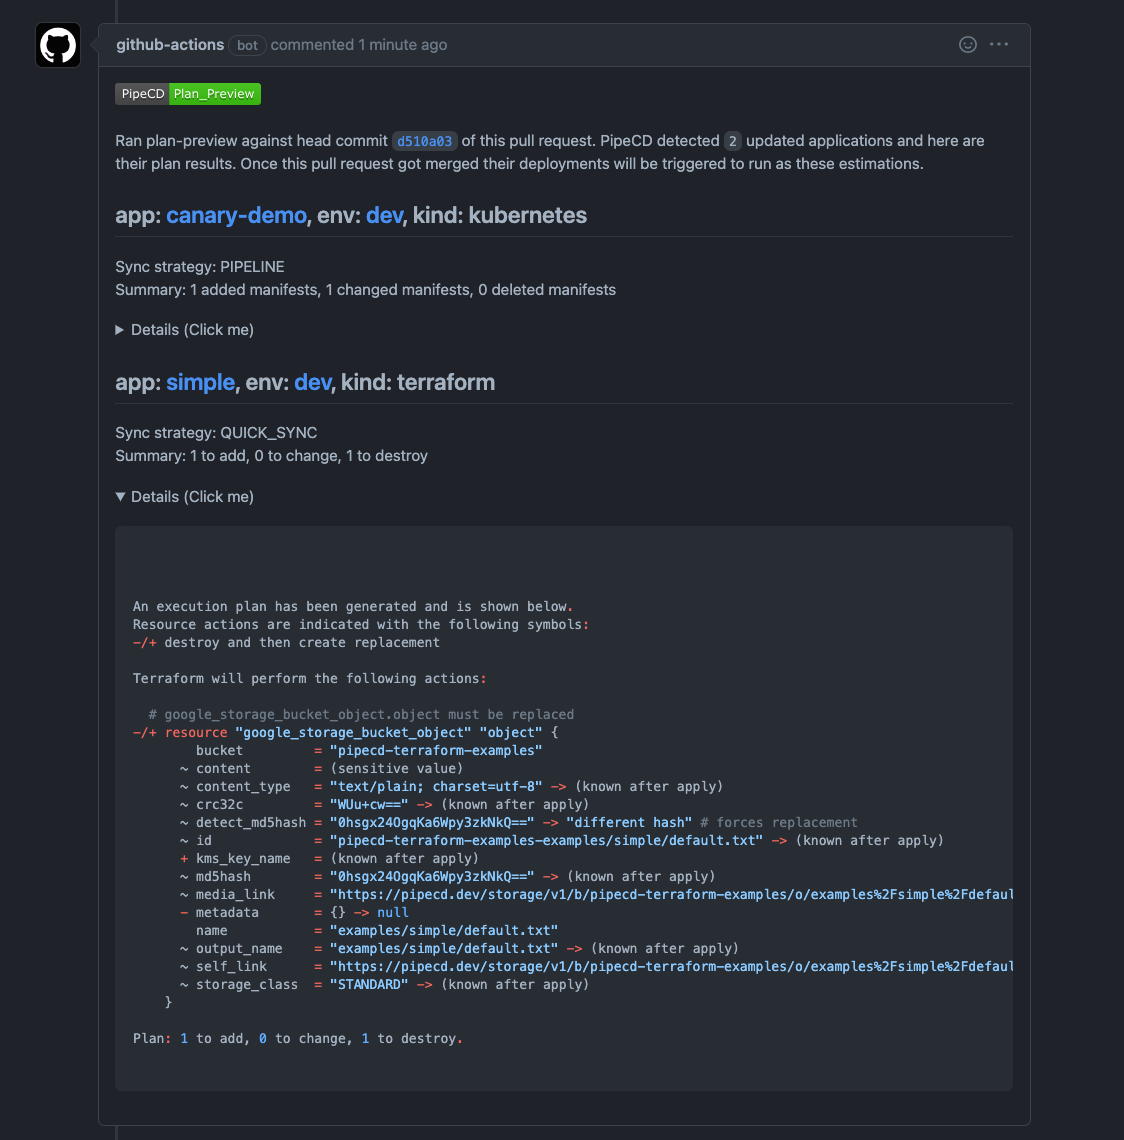 github-actions bot commented 1 minute ago
PipeCD Plan_Preview
Ran plan-preview against head commit d510a03 of this pull request. PipeCD detected 2 updated applications and here are
their plan results. Once this pull request got merged their deployments will be triggered to run as these estimations.
app: canary-demo, env: dev, kind: kubernetes
Sync strategy: PIPELINE
Summary: 1 added manifests, 1 changed manifests, 0 deleted manifests
▶ Details (Click me)
app: simple, env: dev, kind: terraform
Sync strategy: QUICK_SYNC
Summary: 1 to add, 0 to change, 1 to destroy
▼ Details (Click me)
An execution plan has been generated and is shown below.
Resource actions are indicated with the following symbols:
-/+ destroy and then create replacement
Terraform will perform the following actions:
# google_storage_bucket_object.object must be replaced
-/+ resource "google_storage_bucket_object" "object" {
bucket = "pipecd-terraform-examples"
~ content = (sensitive value)
~ content_type = "text/plain; charset=utf-8" -> (known after apply)
~ crc32c = "WUu+cw==" -> (known after apply)
~ detect_md5hash = "0hsgx24OgqKa6Wpy3zkNkQ==" -> "different hash" # forces replacement
~ id = "pipecd-terraform-examples-examples/simple/default.txt" -> (known after apply)
+ kms_key_name = (known after apply)
~ md5hash = "0hsgx24OgqKa6Wpy3zkNkQ==" -> (known after apply)
~ media_link = "https://pipecd.dev/storage/v1/b/pipecd-terraform-examples/o/examples%2Fsimple%2Fdefaul
- metadata = {} -> null
name = "examples/simple/default.txt"
~ output_name = "examples/simple/default.txt" -> (known after apply)
~ self_link = "https://pipecd.dev/storage/v1/b/pipecd-terraform-examples/o/examples%2Fsimple%2Fdefaul
~ storage_class = "STANDARD" -> (known after apply)
}
Plan: 1 to add, 0 to change, 1 to destroy.